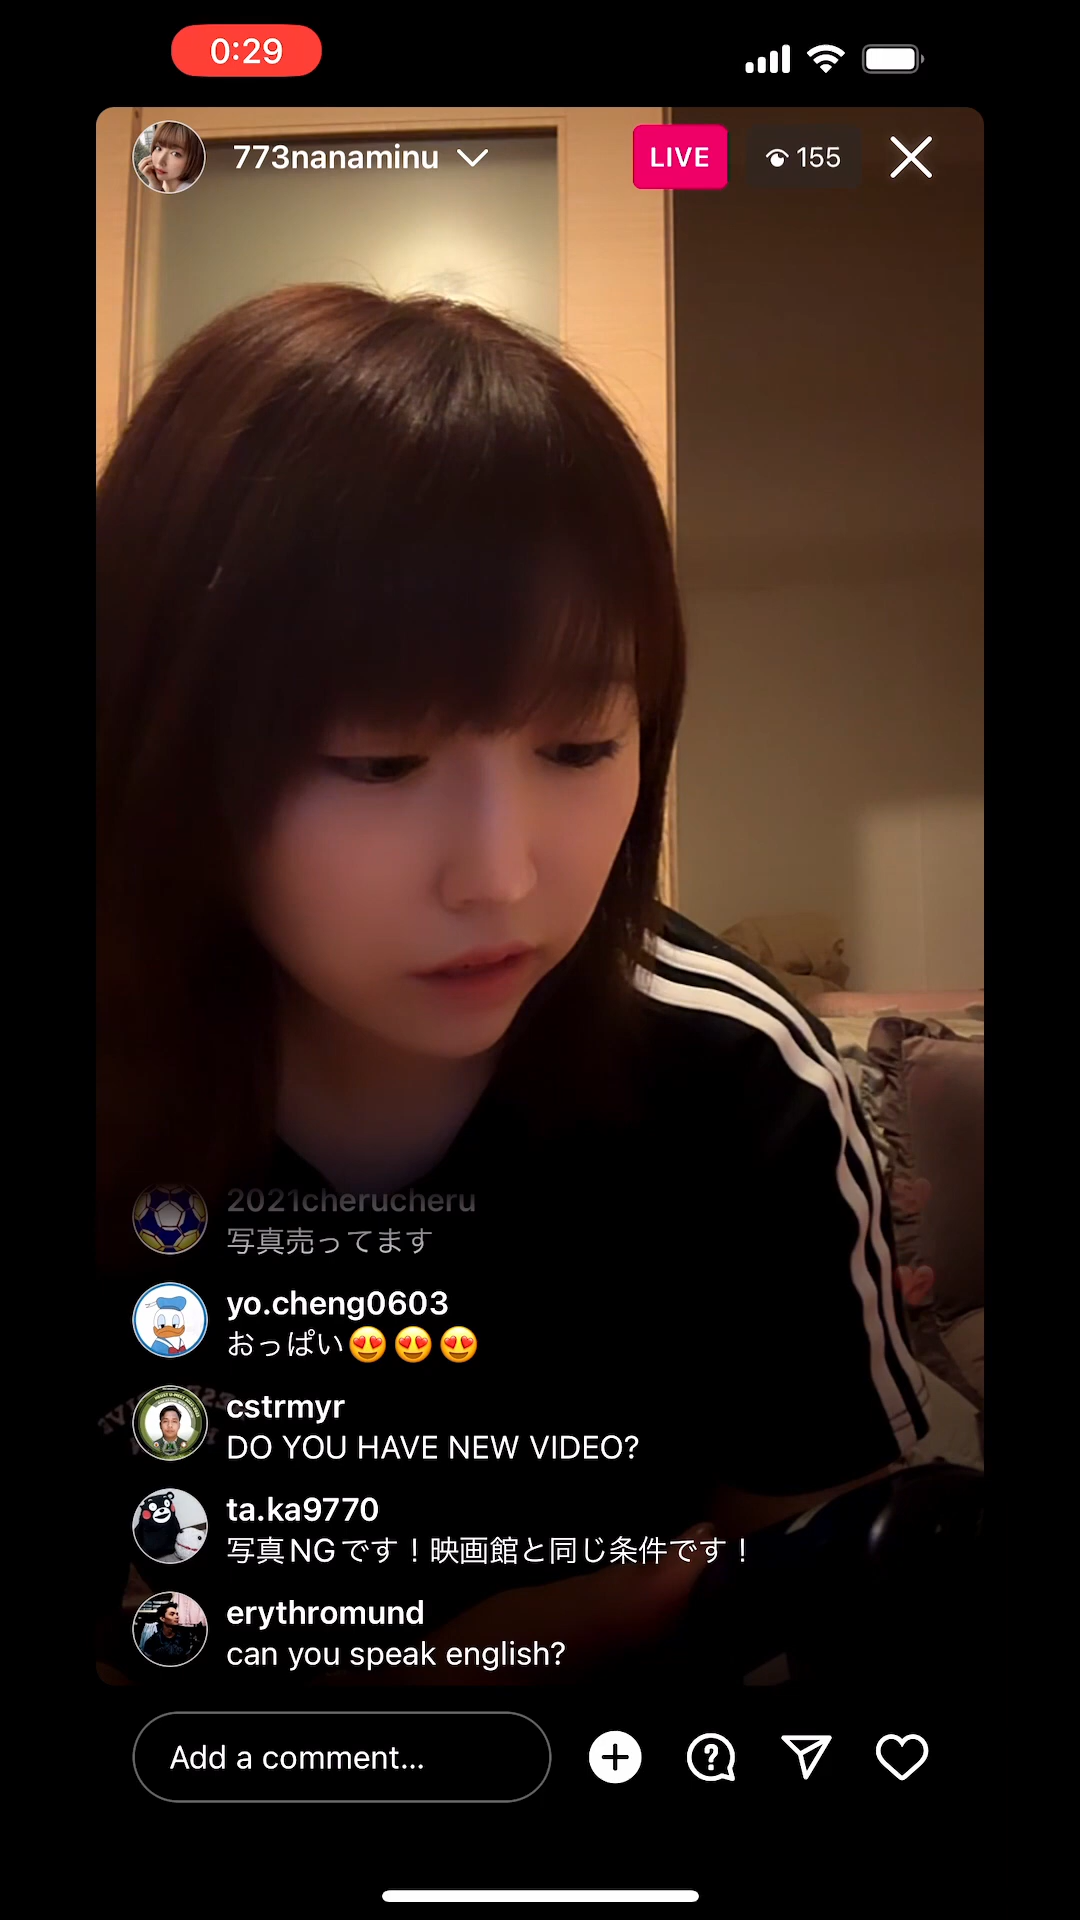 0:29
773nanaminu
LIVE
155
2021cherucheru
写真売ってます
yo.cheng0603
おっぱい😍😍😍
cstrmyr
DO YOU HAVE NEW VIDEO?
ta.ka9770
写真NGです！映画館と同じ条件です！
erythromund
can you speak english?
Add a comment...